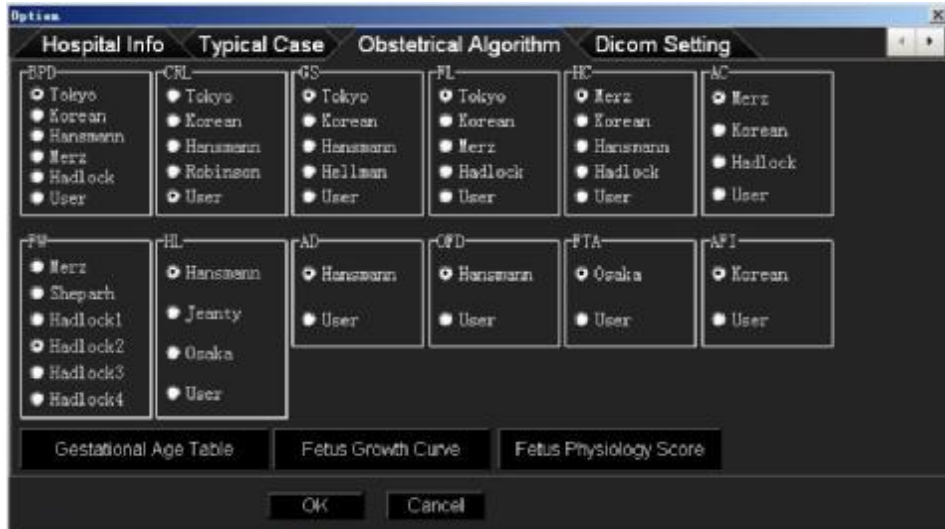 Option
Hospital Info Typical Case Obstetrical Algorithm Dicom Setting
BPD
Tokyo
Korean
Hansmann
Merz
Hadlock
User
CRL
Tokyo
Korean
Hansmann
Robinson
User
GS
Tokyo
Korean
Hansmann
Hellman
User
FL
Tokyo
Korean
Merz
Hadlock
User
HC
Merz
Korean
Hansmann
Hadlock
User
AC
Merz
Korean
Hadlock
User
FW
Merz
Sheparh
Hadlock1
Hadlock2
Hadlock3
Hadlock4
HL
Hansmann
Jeanty
Osaka
User
AD
Hansmann
User
OFD
Hansmann
User
FTA
Osaka
User
AFI
Korean
User
Gestational Age Table Fetus Growth Curve Fetus Physiology Score
OK Cancel